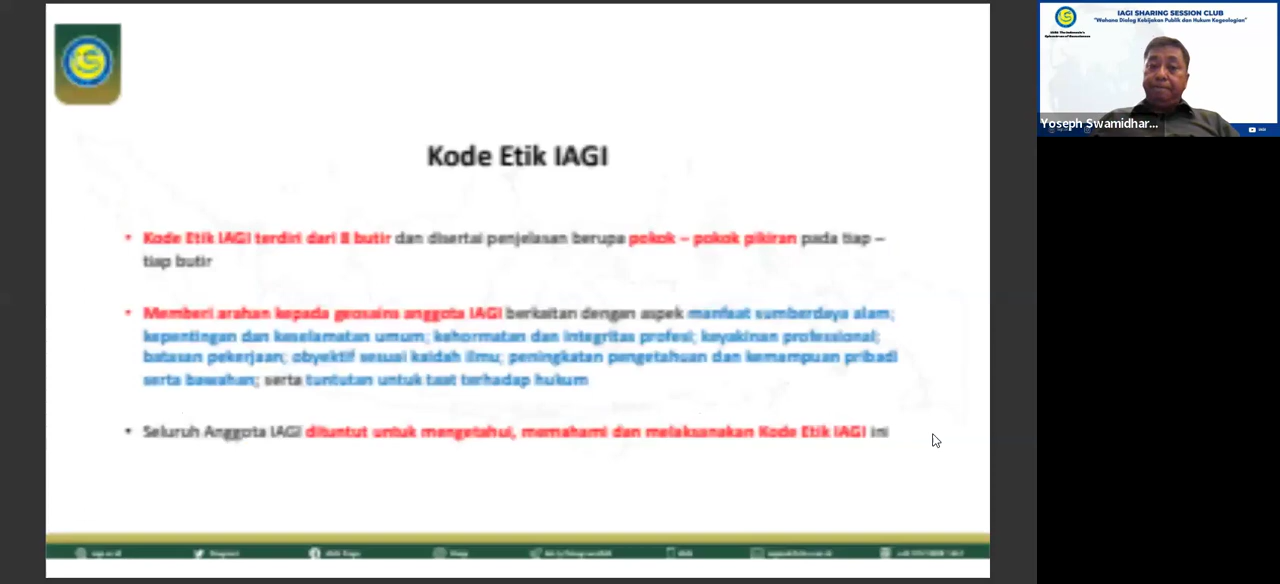 Kode Etik IAGI
• Kode Etik IAGI terdiri dari 8 butir dan disertai penjelasan berupa pokok – pokok pikiran pada tiap –
tiap butir
• Memberi arahan kepada geosains anggota IAGI berkaitan dengan aspek manfaat sumberdaya alam;
kepentingan dan keselamatan umum; kehormatan dan integritas profesi; keyakinan professional;
batasan pekerjaan; obyektif sesuai kaidah ilmu; peningkatan pengetahuan dan kemampuan pribadi
serta bawahan; serta tuntutan untuk taat terhadap hukum
• Seluruh Anggota IAGI dituntut untuk mengetahui, memahami dan melaksanakan Kode Etik IAGI ini
IAGI SHARING SESSION CLUB
"Wahana Dialog Kebijakan Publik dan Hukum Kegeologian"
Yoseph Swamidhar...